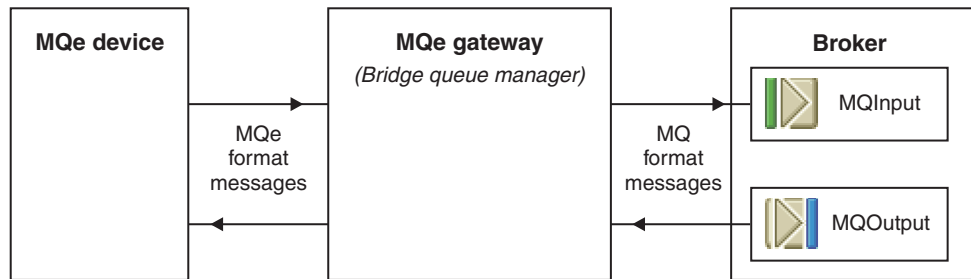 MQe device
MQe gateway
(Bridge queue manager)
Broker
MQInput
MQe
format
messages
MQ
format
messages
MQOutput